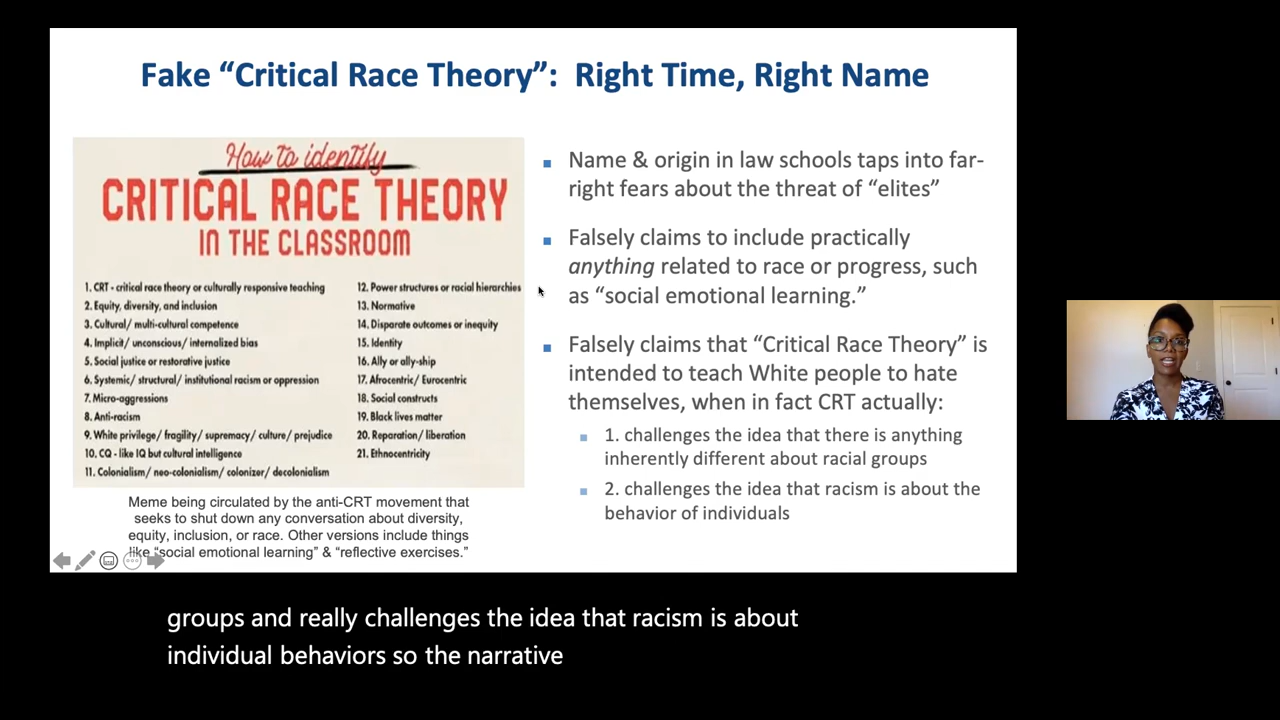 Fake “Critical Race Theory”:  Right Time, Right Name
How to identify
CRITICAL RACE THEORY
IN THE CLASSROOM
1. CRT - critical race theory or culturally responsive teaching
2. Equity, diversity, and inclusion
3. Cultural/ multi-cultural competence
4. Implicit/ unconscious/ internalized bias
5. Social justice or restorative justice
6. Systemic/ structural/ institutional racism or oppression
7. Micro-aggressions
8. Anti-racism
9. White privilege/ fragility/ supremacy/ culture/ prejudice
10. CQ - like IQ but cultural intelligence
11. Colonialism/ neo-colonialism/ colonizer/ decolonialism
12. Power structures or racial hierarchies
13. Normative
14. Disparate outcomes or inequity
15. Identity
16. Ally or ally-ship
17. Afrocentric/ Eurocentric
18. Social constructs
19. Black lives matter
20. Reparation/ liberation
21. Ethnocentricity
Meme being circulated by the anti-CRT movement that
seeks to shut down any conversation about diversity,
equity, inclusion, or race. Other versions include things
like “social emotional learning” & “reflective exercises.”
Name & origin in law schools taps into far-
right fears about the threat of “elites”
Falsely claims to include practically
anything related to race or progress, such
as “social emotional learning.”
Falsely claims that “Critical Race Theory” is
intended to teach White people to hate
themselves, when in fact CRT actually:
1. challenges the idea that there is anything
inherently different about racial groups
2. challenges the idea that racism is about the
behavior of individuals
groups and really challenges the idea that racism is about
individual behaviors so the narrative